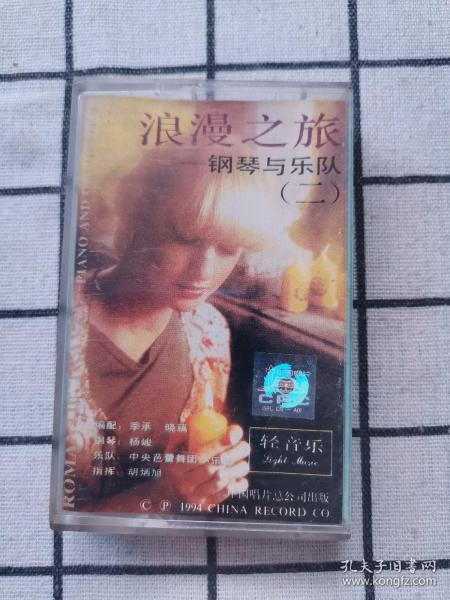 浪漫之旅
钢琴与乐队
(二)
PIANO AND
编配：季承 晓藕
钢琴：杨峻
乐队：中央芭蕾舞团
指挥：胡炳旭
轻音乐
Light Music
中国唱片总公司出版
© ℗ 1994 CHINA RECORD CO.
孔夫子旧书网
www.kongfz.com